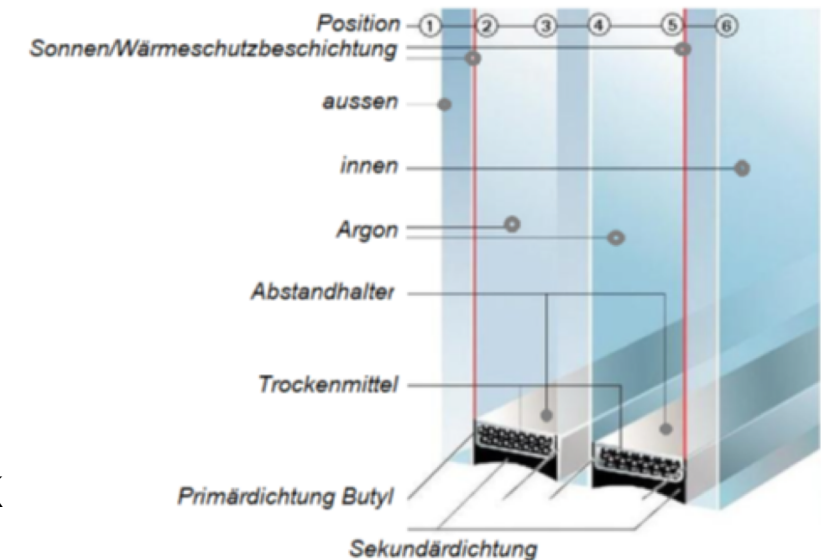 Position ① ② ③ ④ ⑤ ⑥
Sonnen/Wärmeschutzbeschichtung
aussen
innen
Argon
Abstandhalter
Trockenmittel
Primärdichtung Butyl
Sekundärdichtung